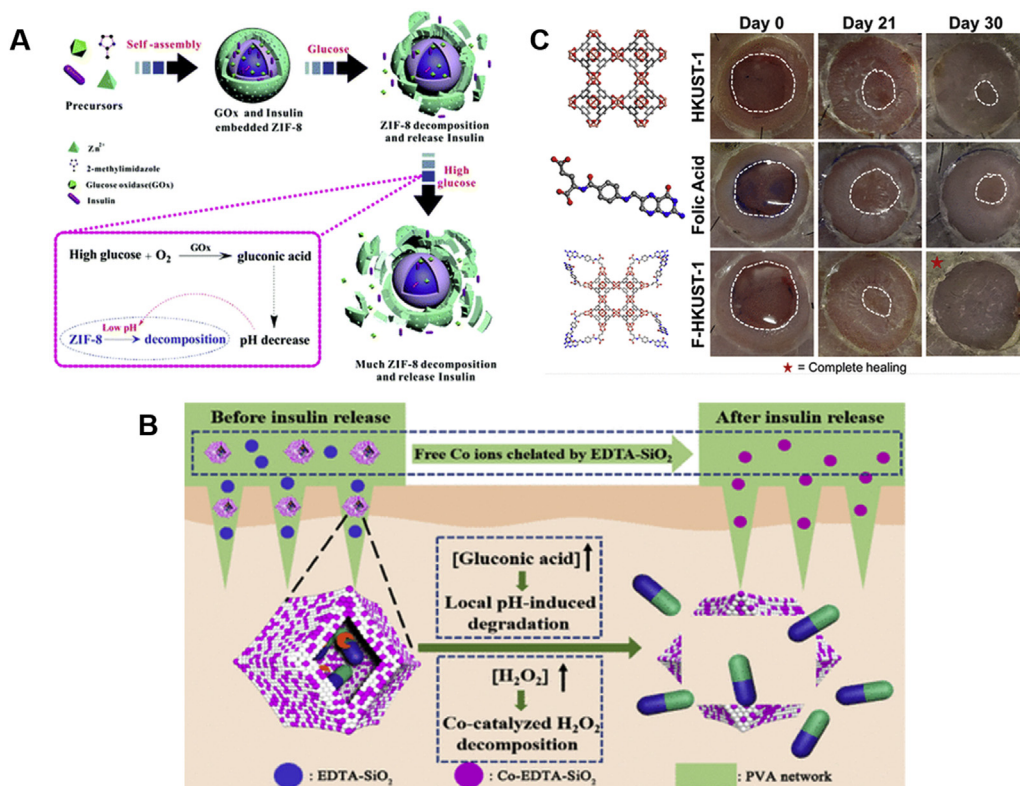 A
Self-assembly
Glucose
Precursors
GOx and Insulin
embedded ZIF-8
ZIF-8 decomposition
and release Insulin
Zn²⁺
2-methylimidazole
Glucose oxidase(GOx)
Insulin
High
glucose
High glucose + O₂
GOx
gluconic acid
Low pH
ZIF-8
decomposition
pH decrease
Much ZIF-8 decomposition
and release Insulin
C
Day 0
Day 21
Day 30
HKUST-1
Folic Acid
F-HKUST-1
★ = Complete healing
B
Before insulin release
After insulin release
Free Co ions chelated by EDTA-SiO₂
[Gluconic acid]
Local pH-induced
degradation
[H₂O₂]
Co-catalyzed H₂O₂
decomposition
: EDTA-SiO₂
: Co-EDTA-SiO₂
: PVA network